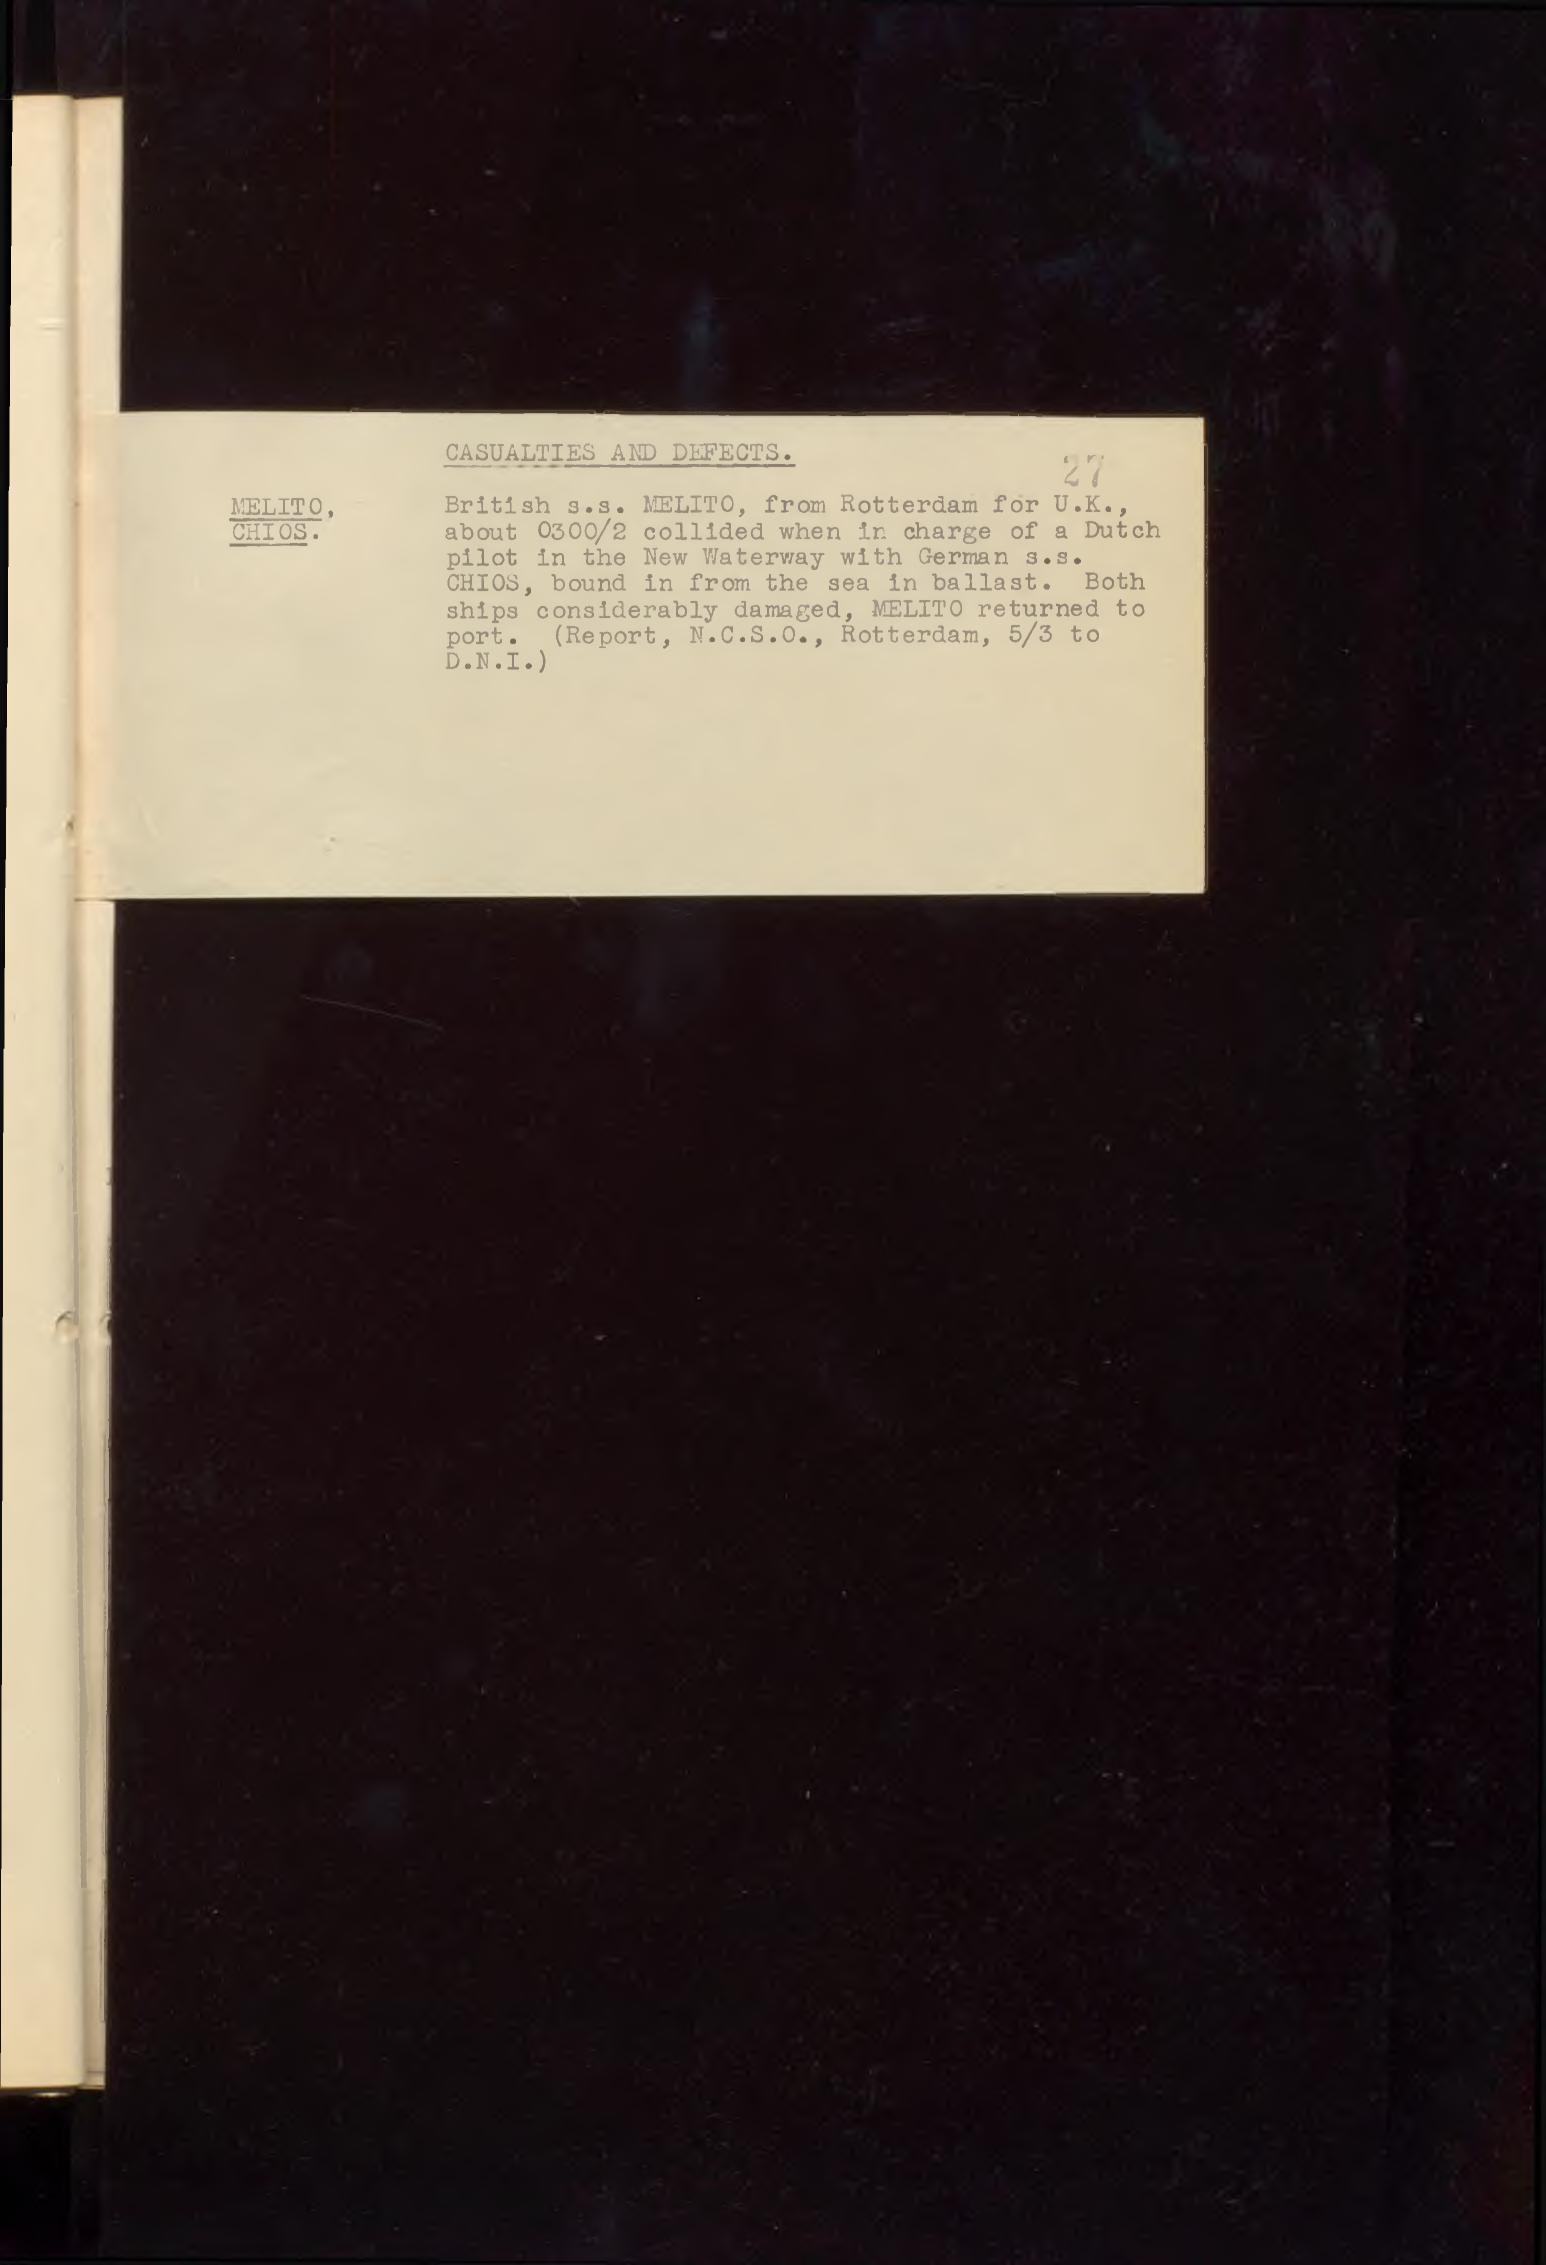 CASUALTIES AND DEFECTS.
27
MELITO,
CHIOS.
British s.s. MELITO, from Rotterdam for U.K.,
about 0300/2 collided when in charge of a Dutch
pilot in the New Waterway with German s.s.
CHIOS, bound in from the sea in ballast.  Both
ships considerably damaged, MELITO returned to
port.  (Report, N.C.S.O., Rotterdam, 5/3 to
D.N.I.)